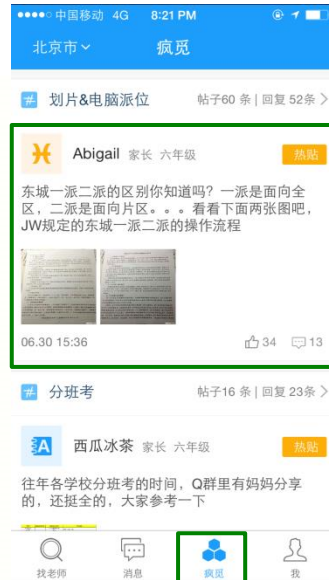 中国移动 4G 8:21 PM
北京市 疯觅
# 划片&电脑派位 帖子60 条 | 回复 52条
Abigail 家长 六年级 热贴
东城一派二派的区别你知道吗？一派是面向全
区，二派是面向片区。。。看看下面两张图吧，
JW规定的东城一派二派的操作流程
06.30 15:36 34 13
# 分班考 帖子16 条 | 回复 23条
A 西瓜冰茶 家长 六年级 热贴
往年各学校分班考的时间，Q群里有妈妈分享
的，还挺全的，大家参考一下
找老师 消息 疯觅 我